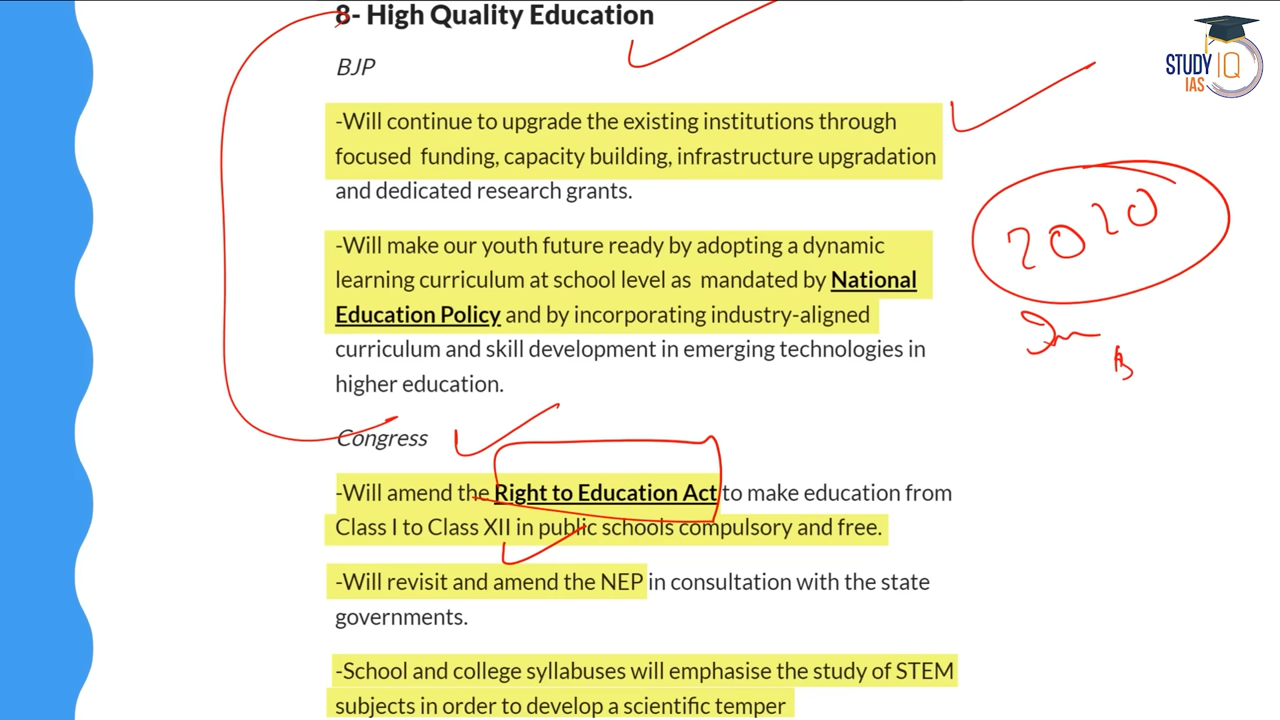 8- High Quality Education
STUDY IQ
IAS
BJP
-Will continue to upgrade the existing institutions through
focused funding, capacity building, infrastructure upgradation
and dedicated research grants.
2020
-Will make our youth future ready by adopting a dynamic
learning curriculum at school level as mandated by National
Education Policy and by incorporating industry-aligned
curriculum and skill development in emerging technologies in
higher education.
Congress
-Will amend the Right to Education Act to make education from
Class I to Class XII in public schools compulsory and free.
-Will revisit and amend the NEP in consultation with the state
governments.
-School and college syllabuses will emphasise the study of STEM
subjects in order to develop a scientific temper